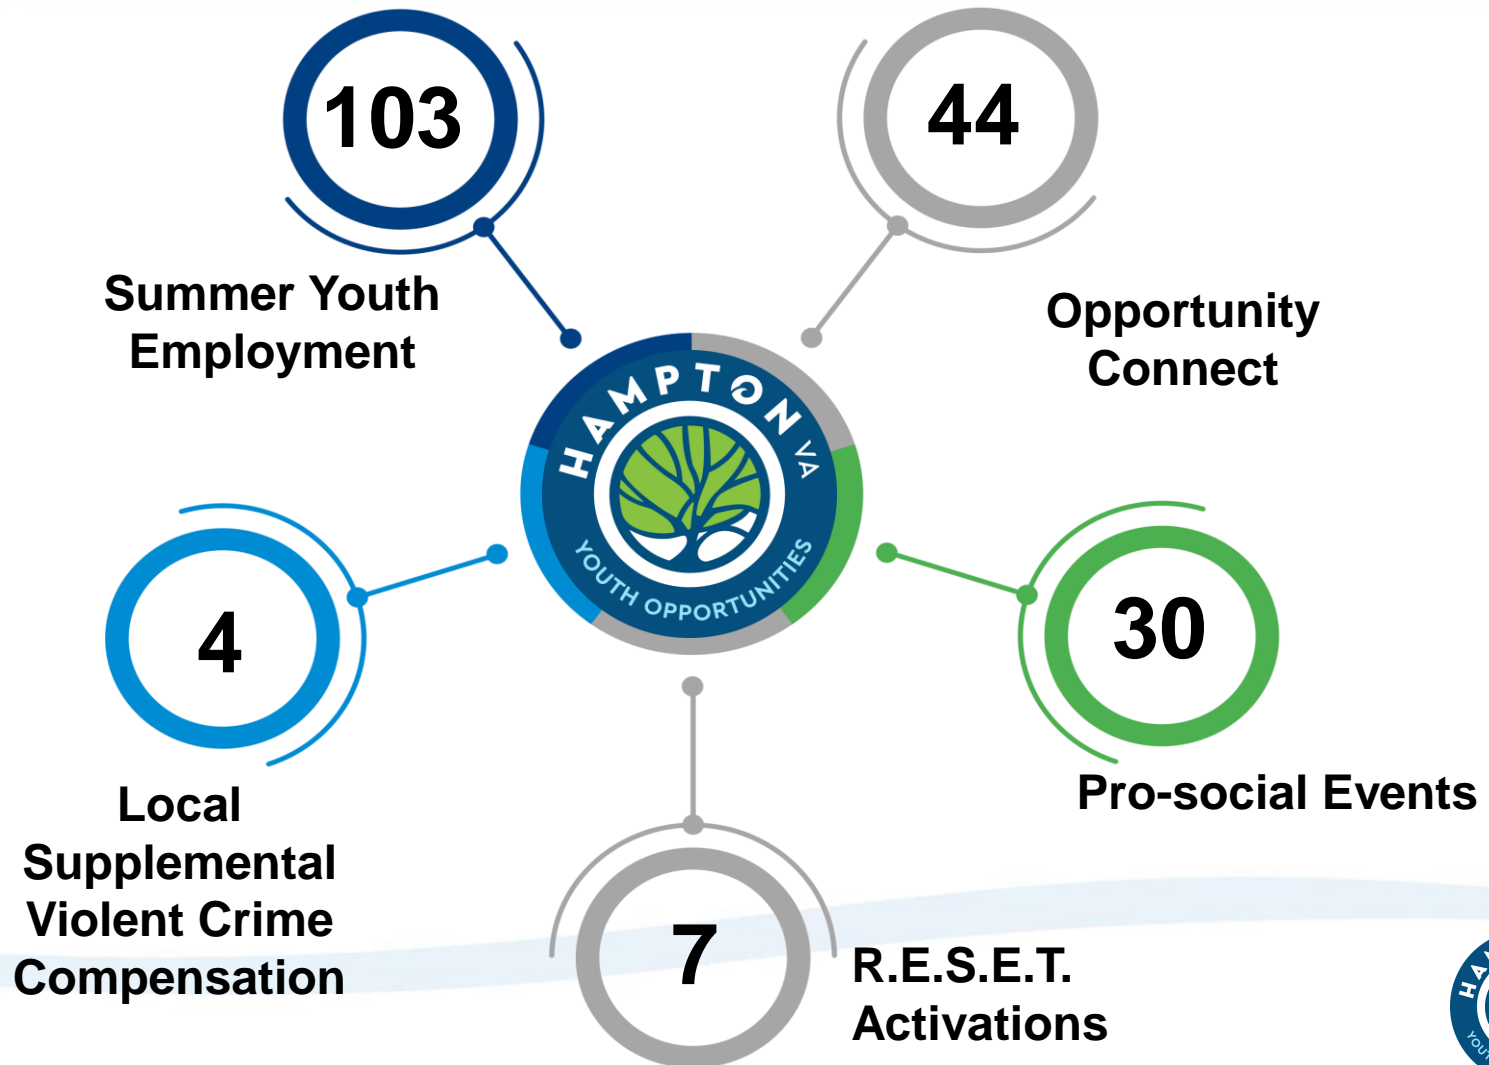 103
Summer Youth
Employment
44
Opportunity
Connect
HAMPTON VA
YOUTH OPPORTUNITIES
4
Local
Supplemental
Violent Crime
Compensation
30
Pro-social Events
7
R.E.S.E.T.
Activations